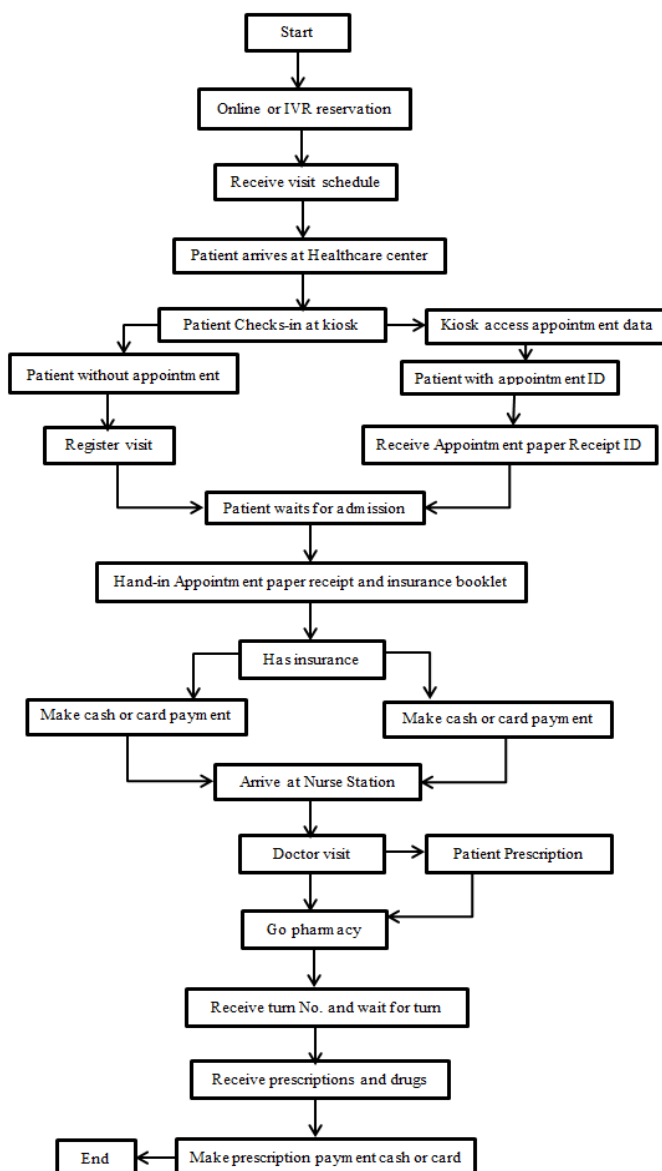 Start
Online or IVR reservation
Receive visit schedule
Patient arrives at Healthcare center
Patient Checks-in at kiosk
Kiosk access appointment data
Patient without appointment
Patient with appointment ID
Register visit
Receive Appointment paper Receipt ID
Patient waits for admission
Hand-in Appointment paper receipt and insurance booklet
Has insurance
Make cash or card payment
Make cash or card payment
Arrive at Nurse Station
Doctor visit
Patient Prescription
Go pharmacy
Receive turn No. and wait for turn
Receive prescriptions and drugs
End
Make prescription payment cash or card